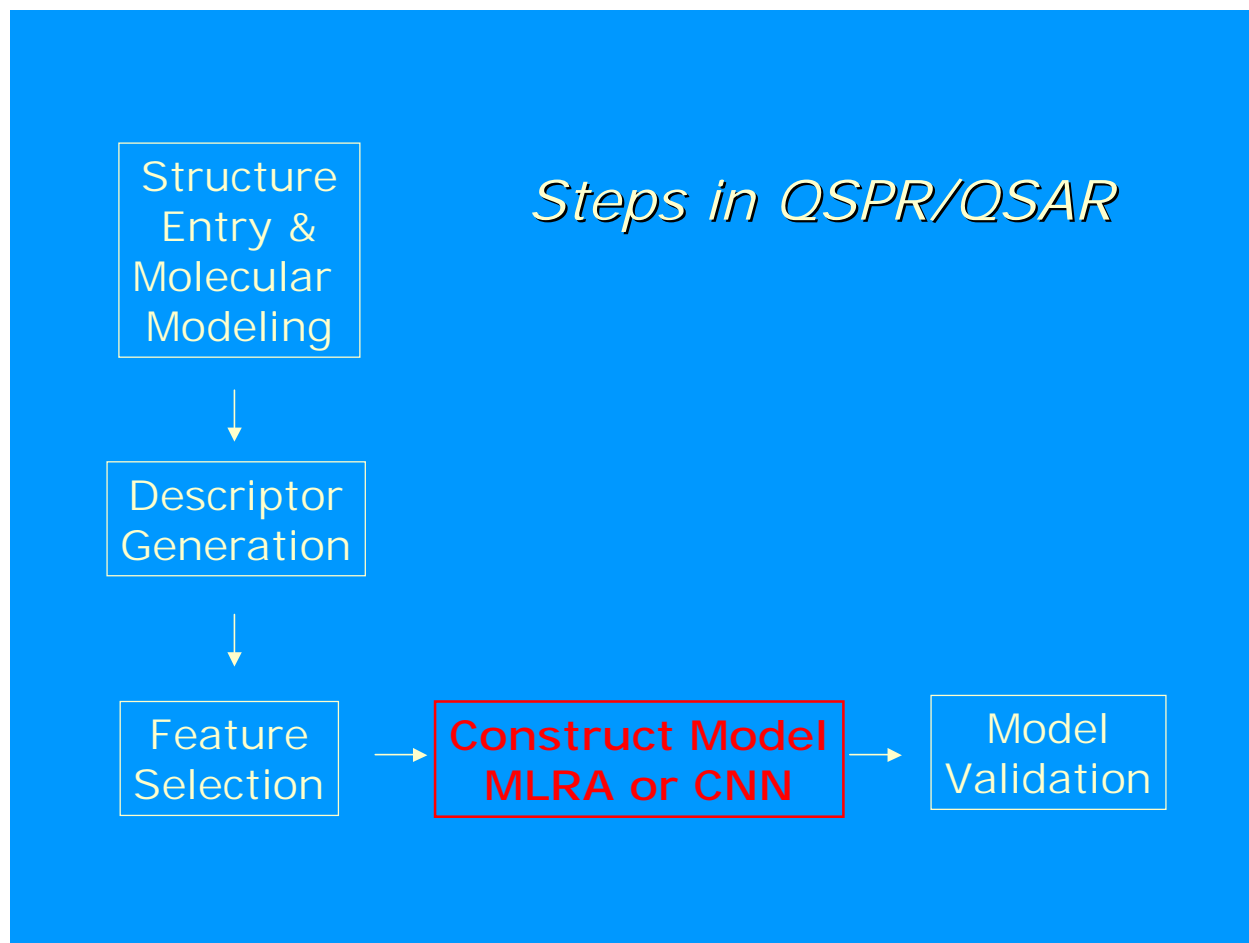 Steps in QSPR/QSAR
Structure
Entry &
Molecular
Modeling
Descriptor
Generation
Feature
Selection
Construct Model
MLRA or CNN
Model
Validation